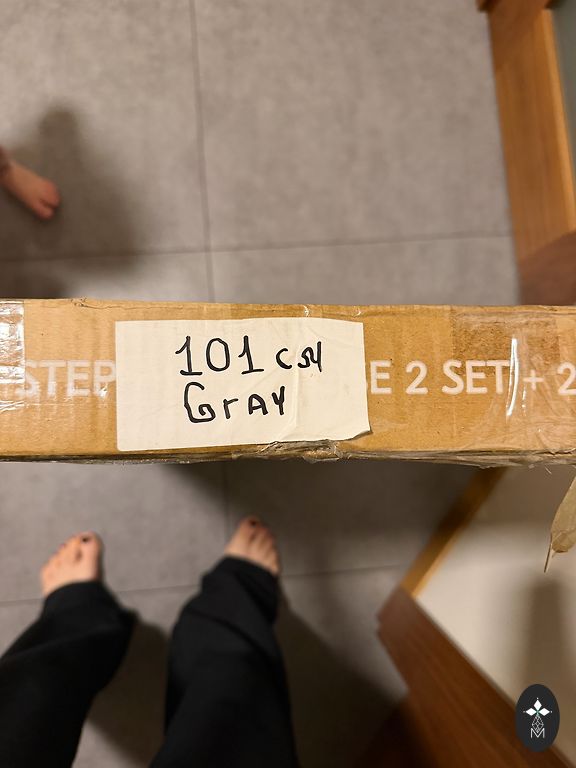 101 cm
Gray
STEP
E 2 SET + 2
M